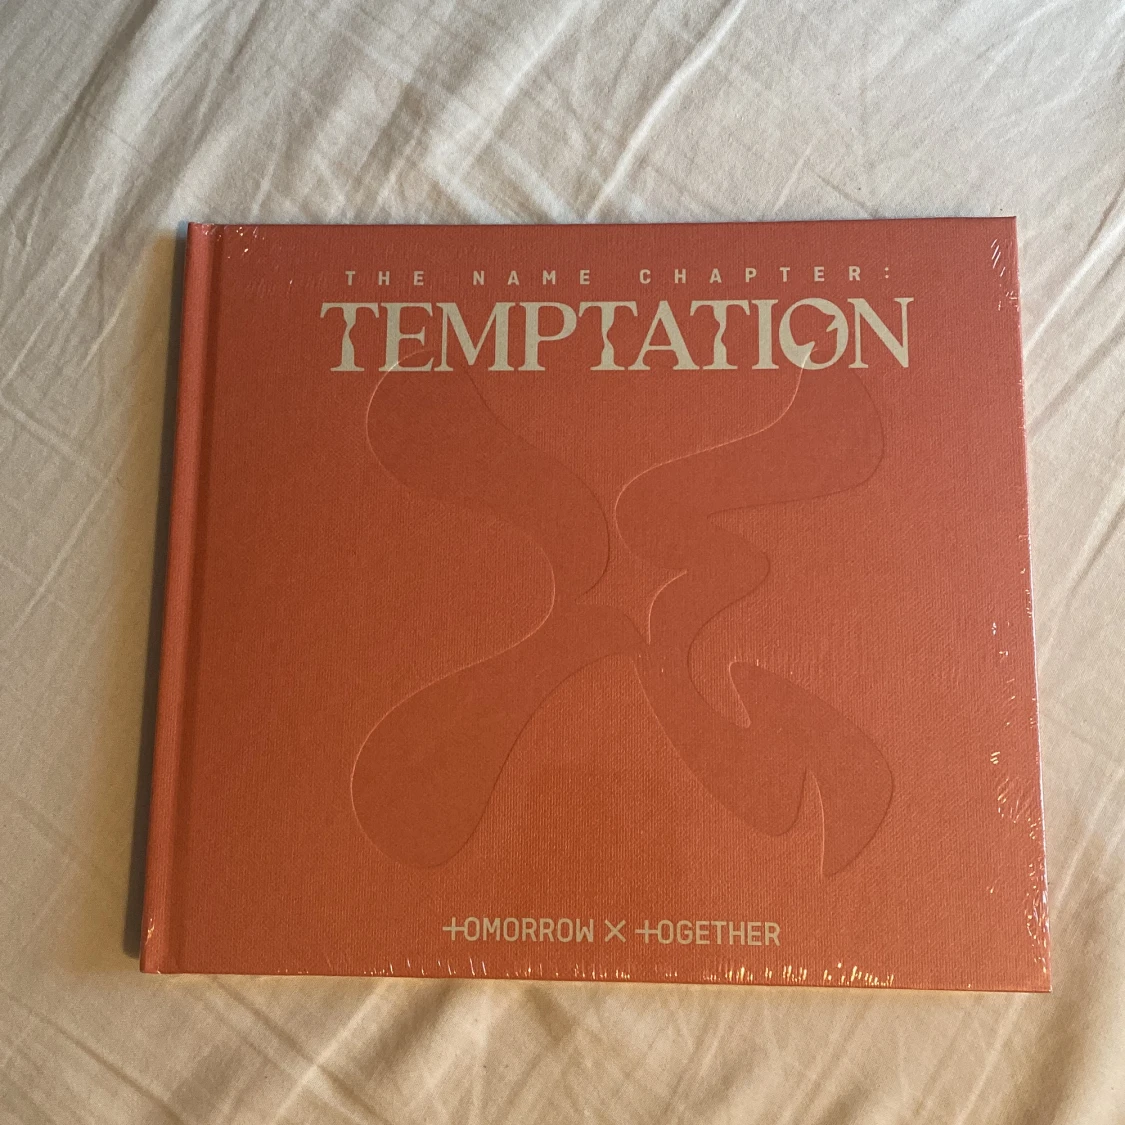 THE NAME CHAPTER:
TEMPTATION
TOMORROW × TOGETHER